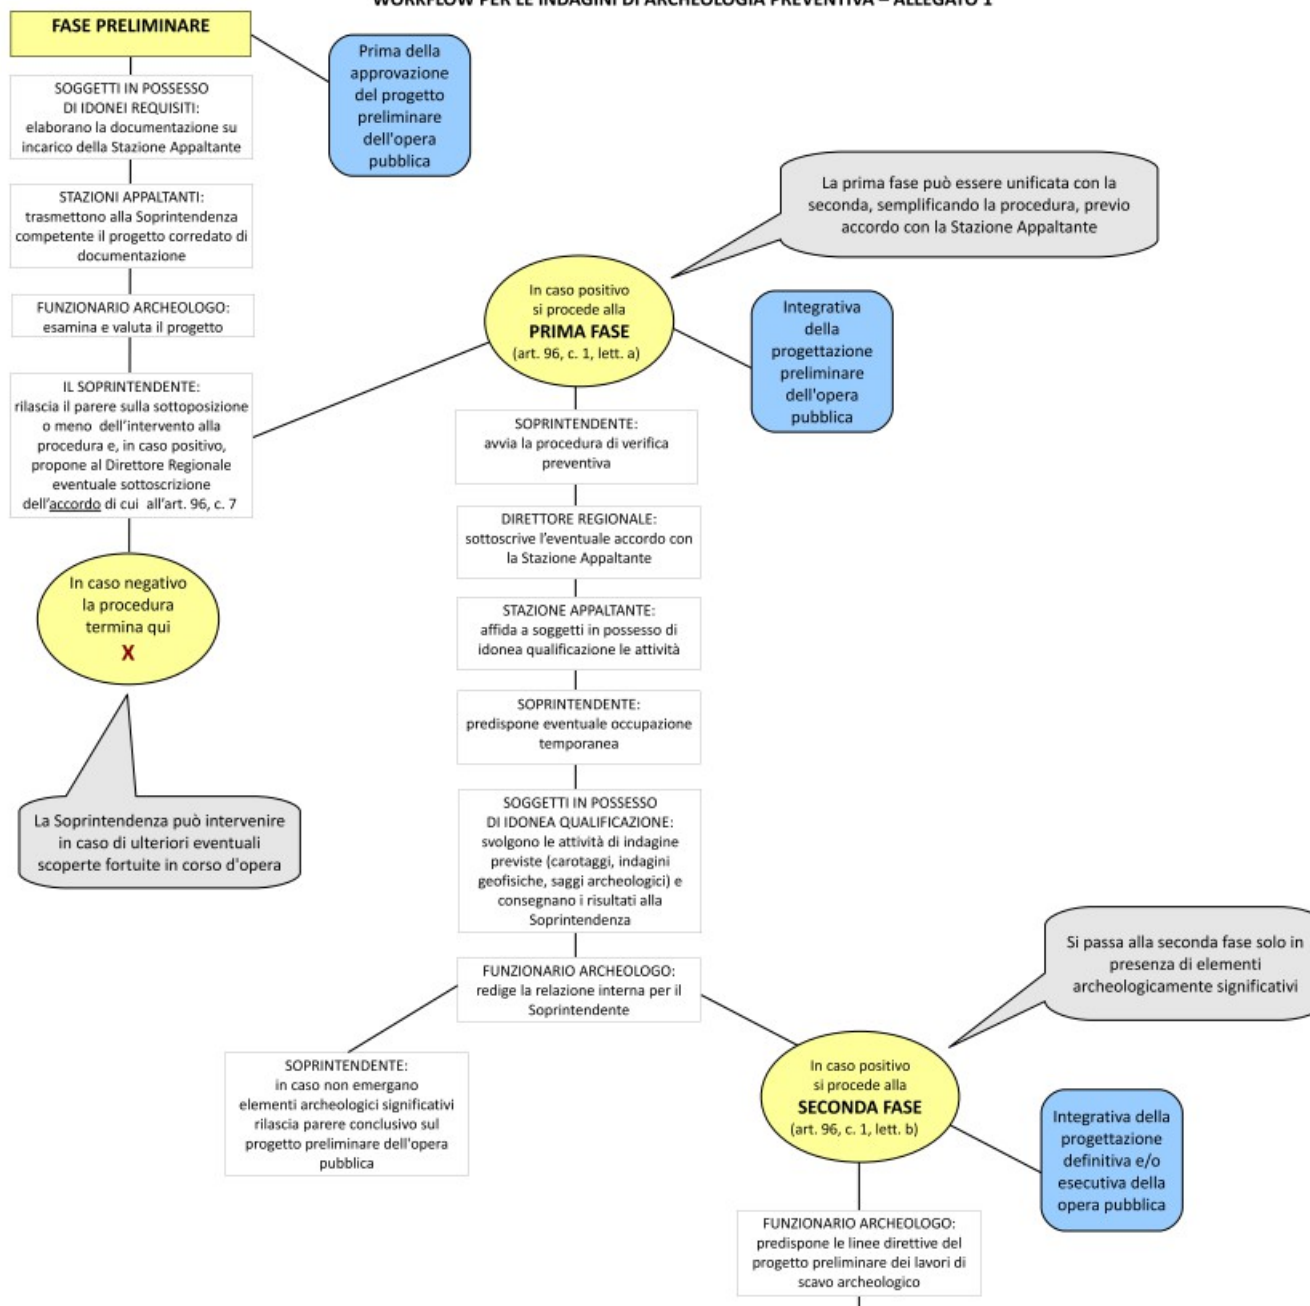 WORKFLOW PER LE INDAGINI DI ARCHEOLOGIA PREVENTIVA – ALLEGATO 1
FASE PRELIMINARE
Prima della
approvazione
del progetto
preliminare
dell'opera
pubblica
SOGGETTI IN POSSESSO
DI IDONEI REQUISITI:
elaborano la documentazione su
incarico della Stazione Appaltante
STAZIONI APPALTANTI:
trasmettono alla Soprintendenza
competente il progetto corredato di
documentazione
FUNZIONARIO ARCHEOLOGO:
esamina e valuta il progetto
IL SOPRINTENDENTE:
rilascia il parere sulla sottoposizione
o meno dell'intervento alla
procedura e, in caso positivo,
propone al Direttore Regionale
eventuale sottoscrizione
dell'accordo di cui all'art. 96, c. 7
In caso negativo
la procedura
termina qui
X
La Soprintendenza può intervenire
in caso di ulteriori eventuali
scoperte fortuite in corso d'opera
La prima fase può essere unificata con la
seconda, semplificando la procedura, previo
accordo con la Stazione Appaltante
In caso positivo
si procede alla
PRIMA FASE
(art. 96, c. 1, lett. a)
Integrativa
della
progettazione
preliminare
dell'opera
pubblica
SOPRINTENDENTE:
avvia la procedura di verifica
preventiva
DIRETTORE REGIONALE:
sottoscrive l'eventuale accordo con
la Stazione Appaltante
STAZIONE APPALTANTE:
affida a soggetti in possesso di
idonea qualificazione le attività
SOPRINTENDENTE:
predispone eventuale occupazione
temporanea
SOGGETTI IN POSSESSO
DI IDONEA QUALIFICAZIONE:
svolgono le attività di indagine
previste (carotaggi, indagini
geofisiche, saggi archeologici) e
consegnano i risultati alla
Soprintendenza
FUNZIONARIO ARCHEOLOGO:
redige la relazione interna per il
Soprintendente
SOPRINTENDENTE:
in caso non emergano
elementi archeologici significativi
rilascia parere conclusivo sul
progetto preliminare dell'opera
pubblica
Si passa alla seconda fase solo in
presenza di elementi
archeologicamente significativi
In caso positivo
si procede alla
SECONDA FASE
(art. 96, c. 1, lett. b)
Integrativa della
progettazione
definitiva e/o
esecutiva della
opera pubblica
FUNZIONARIO ARCHEOLOGO:
predispone le linee direttive del
progetto preliminare dei lavori di
scavo archeologico